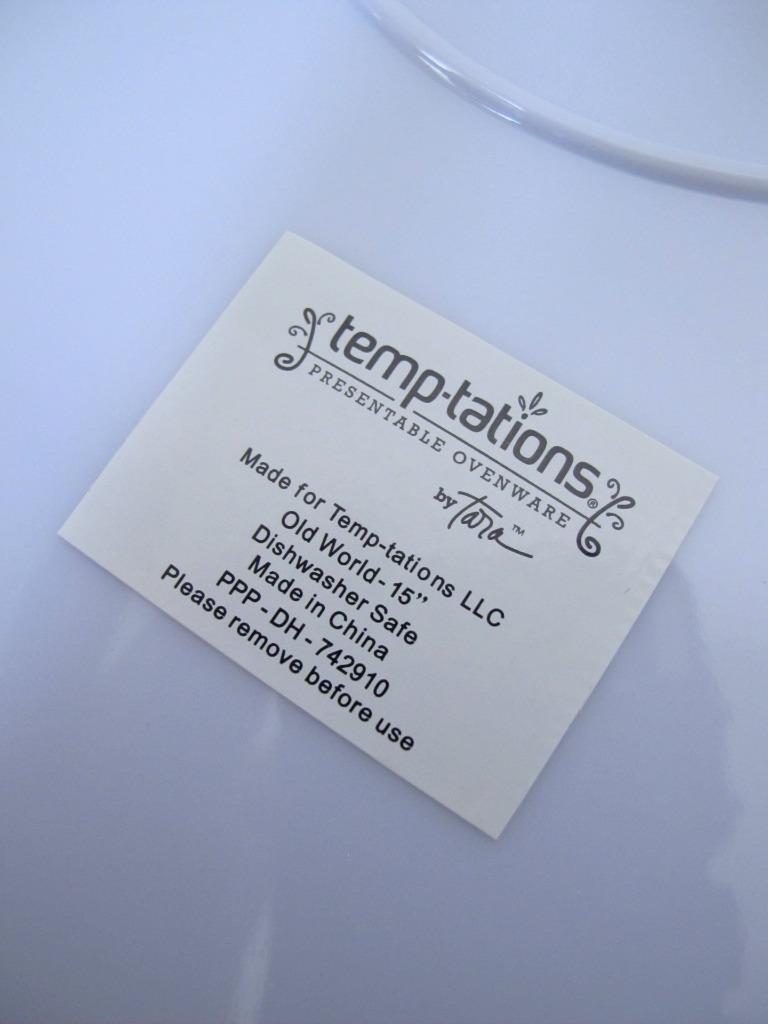 temp-tations®
PRESENTABLE OVENWARE
by Tara™
Made for Temp-tations LLC
Old World- 15”
Dishwasher Safe
Made in China
PPP - DH - 742910
Please remove before use